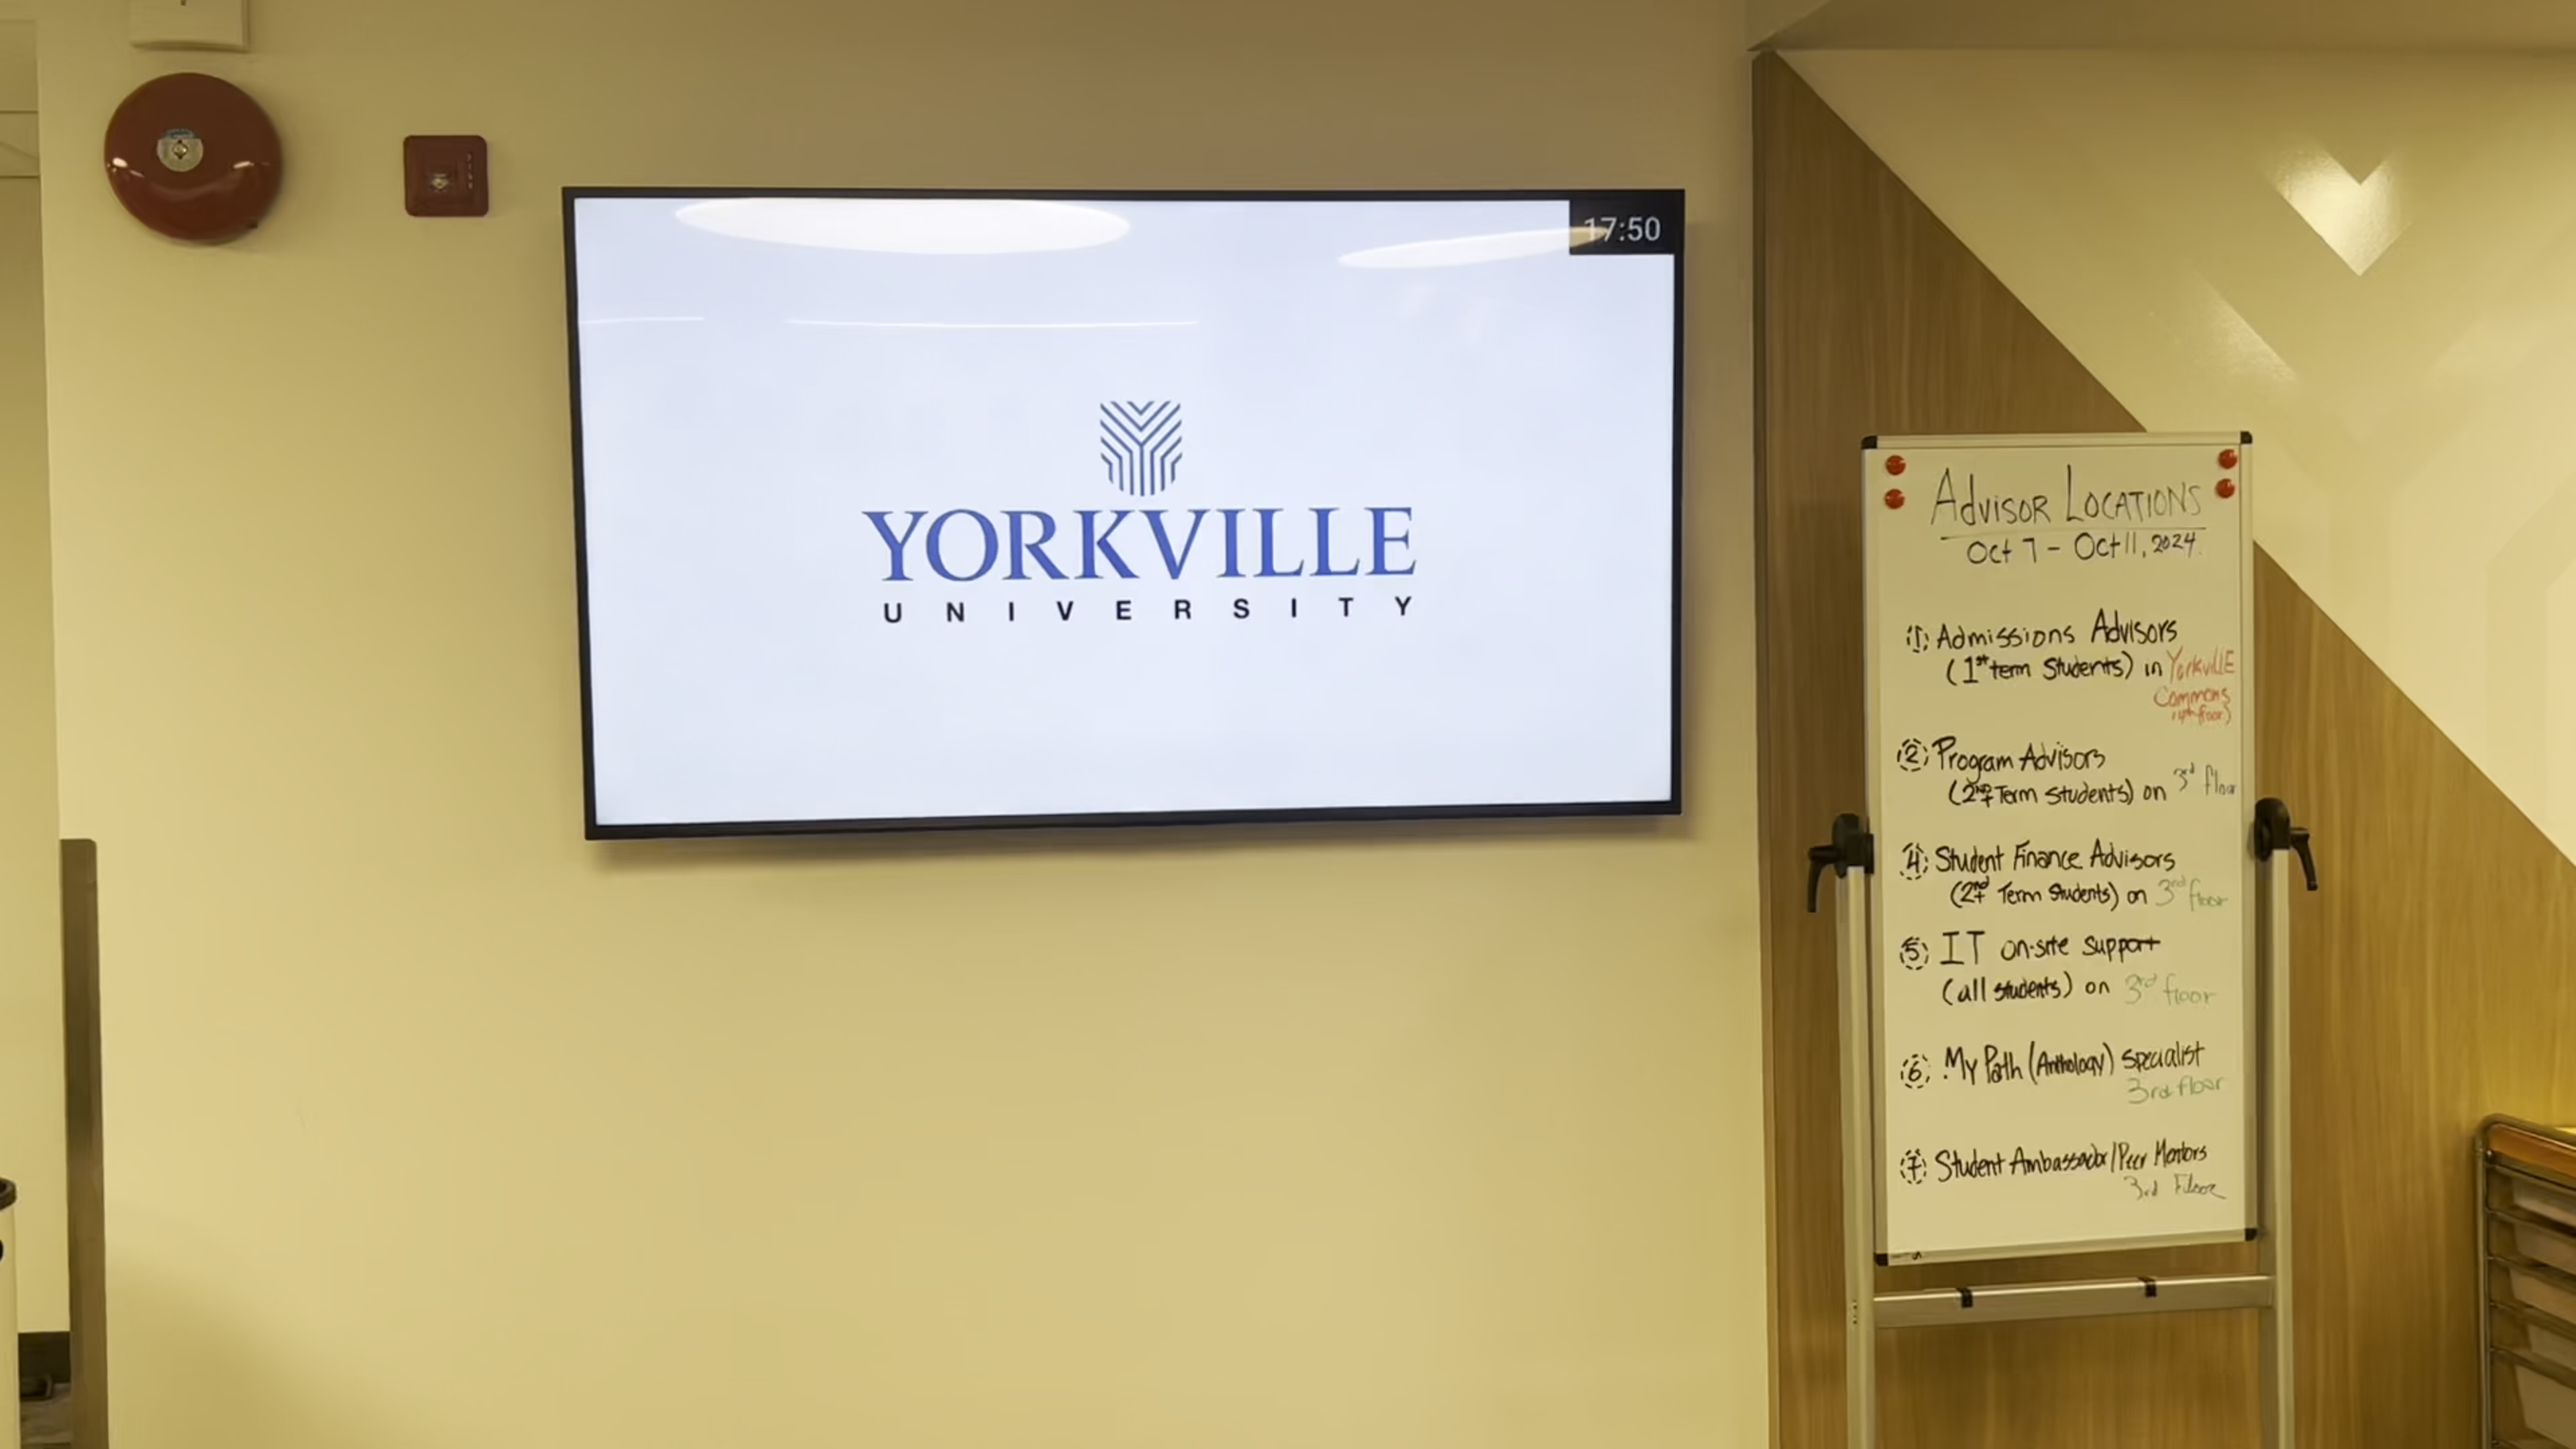 17:50
YORKVILLE
UNIVERSITY
Advisor Locations
Oct 7 - Oct 11, 2024.
1 Admissions Advisors
(1st term Students) in Yorkville
Commons
(4th floor)
2 Program Advisors
(2nd+ Term Students) on 3rd floor
4 Student Finance Advisors
(2nd+ Term Students) on 3rd floor
5 IT on-site support
(all students) on 3rd floor
6 My Path (Anthology) Specialist
3rd floor
7 Student Ambassador/Peer Mentors
3rd Floor